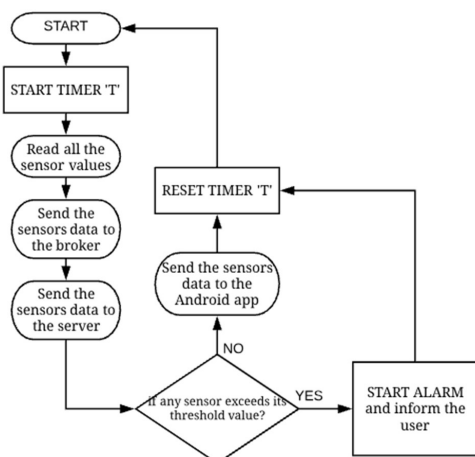 START
START TIMER 'T'
Read all the
sensor values
Send the
sensors data to
the broker
Send the
sensors data to
the server
RESET TIMER 'T'
Send the sensors
data to the
Android app
NO
if any sensor exceeds its
threshold value?
YES
START ALARM
and inform the
user